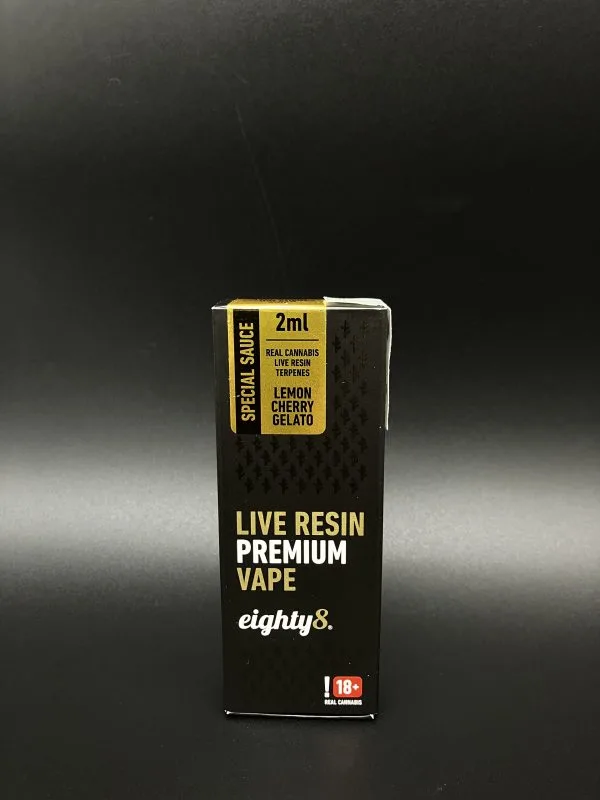 SPECIAL SAUCE
2ml
REAL CANNABIS
LIVE RESIN
TERPENES
LEMON
CHERRY
GELATO
LIVE RESIN
PREMIUM
VAPE
eighty8.
! 18+
REAL CANNABIS